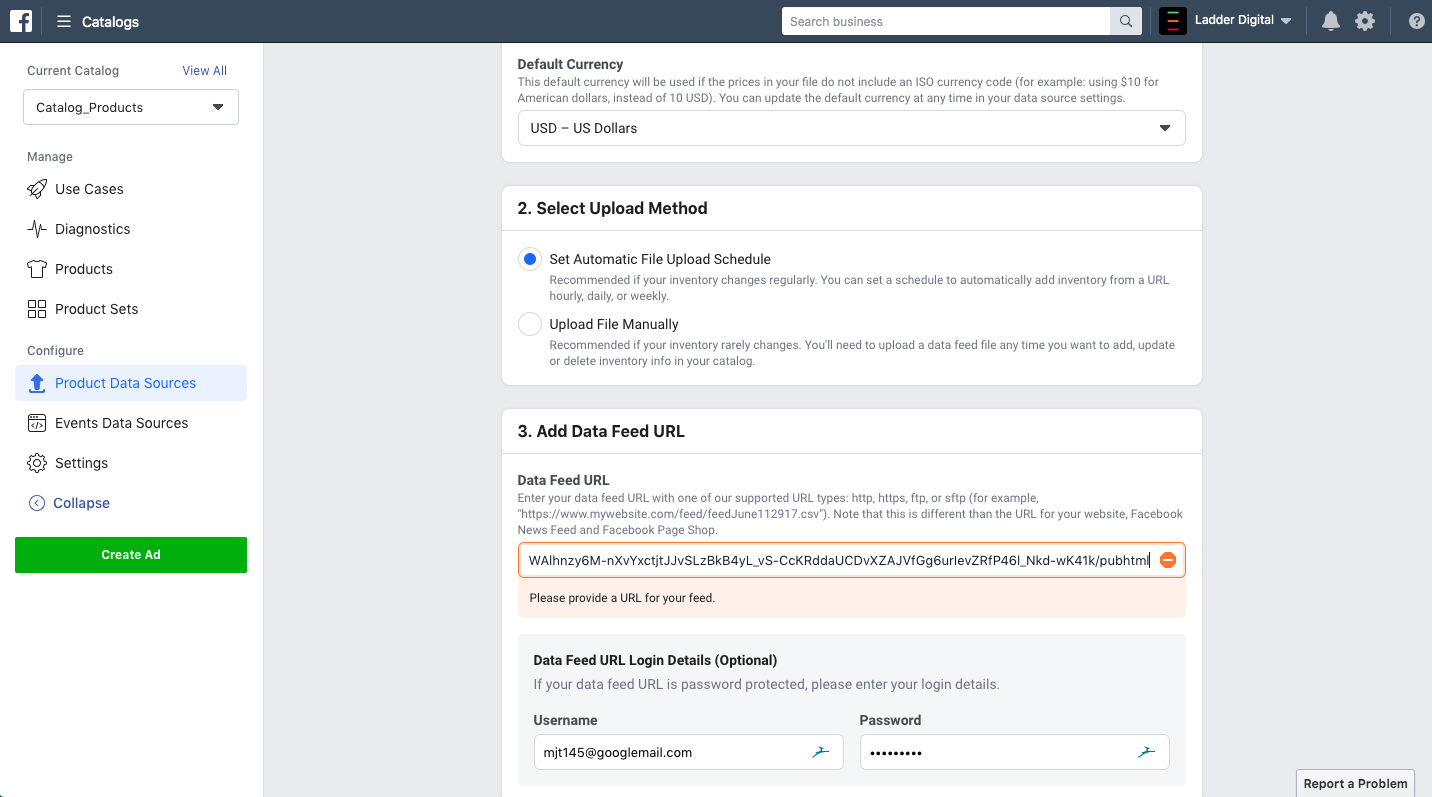 Catalogs
Search business
Ladder Digital
Current Catalog
View All
Catalog_Products
Manage
Use Cases
Diagnostics
Products
Product Sets
Configure
Product Data Sources
Events Data Sources
Settings
Collapse
Create Ad
Default Currency
This default currency will be used if the prices in your file do not include an ISO currency code (for example: using $10 for
American dollars, instead of 10 USD). You can update the default currency at any time in your data source settings.
USD – US Dollars
2. Select Upload Method
Set Automatic File Upload Schedule
Recommended if your inventory changes regularly. You can set a schedule to automatically add inventory from a URL
hourly, daily, or weekly.
Upload File Manually
Recommended if your inventory rarely changes. You'll need to upload a data feed file any time you want to add, update
or delete inventory info in your catalog.
3. Add Data Feed URL
Data Feed URL
Enter your data feed URL with one of our supported URL types: http, https, ftp, or sftp (for example,
"https://www.mywebsite.com/feed/feedJune112917.csv"). Note that this is different than the URL for your website, Facebook
News Feed and Facebook Page Shop.
WAlhnzy6M-nXvYxctjtJJvSLzBkB4yL_vS-CcKRddaUCDvXZAJVfGg6urIevZRfP46l_Nkd-wK41k/pubhtml
Please provide a URL for your feed.
Data Feed URL Login Details (Optional)
If your data feed URL is password protected, please enter your login details.
Username
Password
mjt145@googlemail.com
•••••••••
Report a Problem